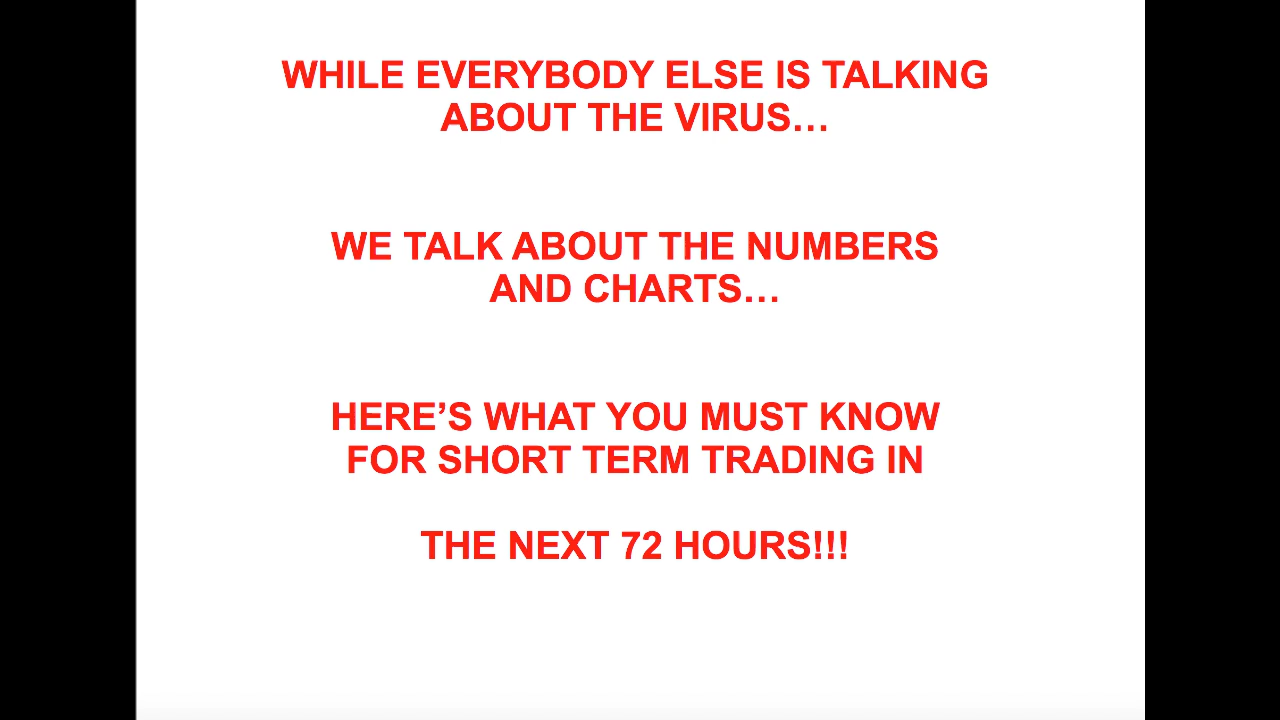 WHILE EVERYBODY ELSE IS TALKING
ABOUT THE VIRUS…
WE TALK ABOUT THE NUMBERS
AND CHARTS…
HERE’S WHAT YOU MUST KNOW
FOR SHORT TERM TRADING IN
THE NEXT 72 HOURS!!!